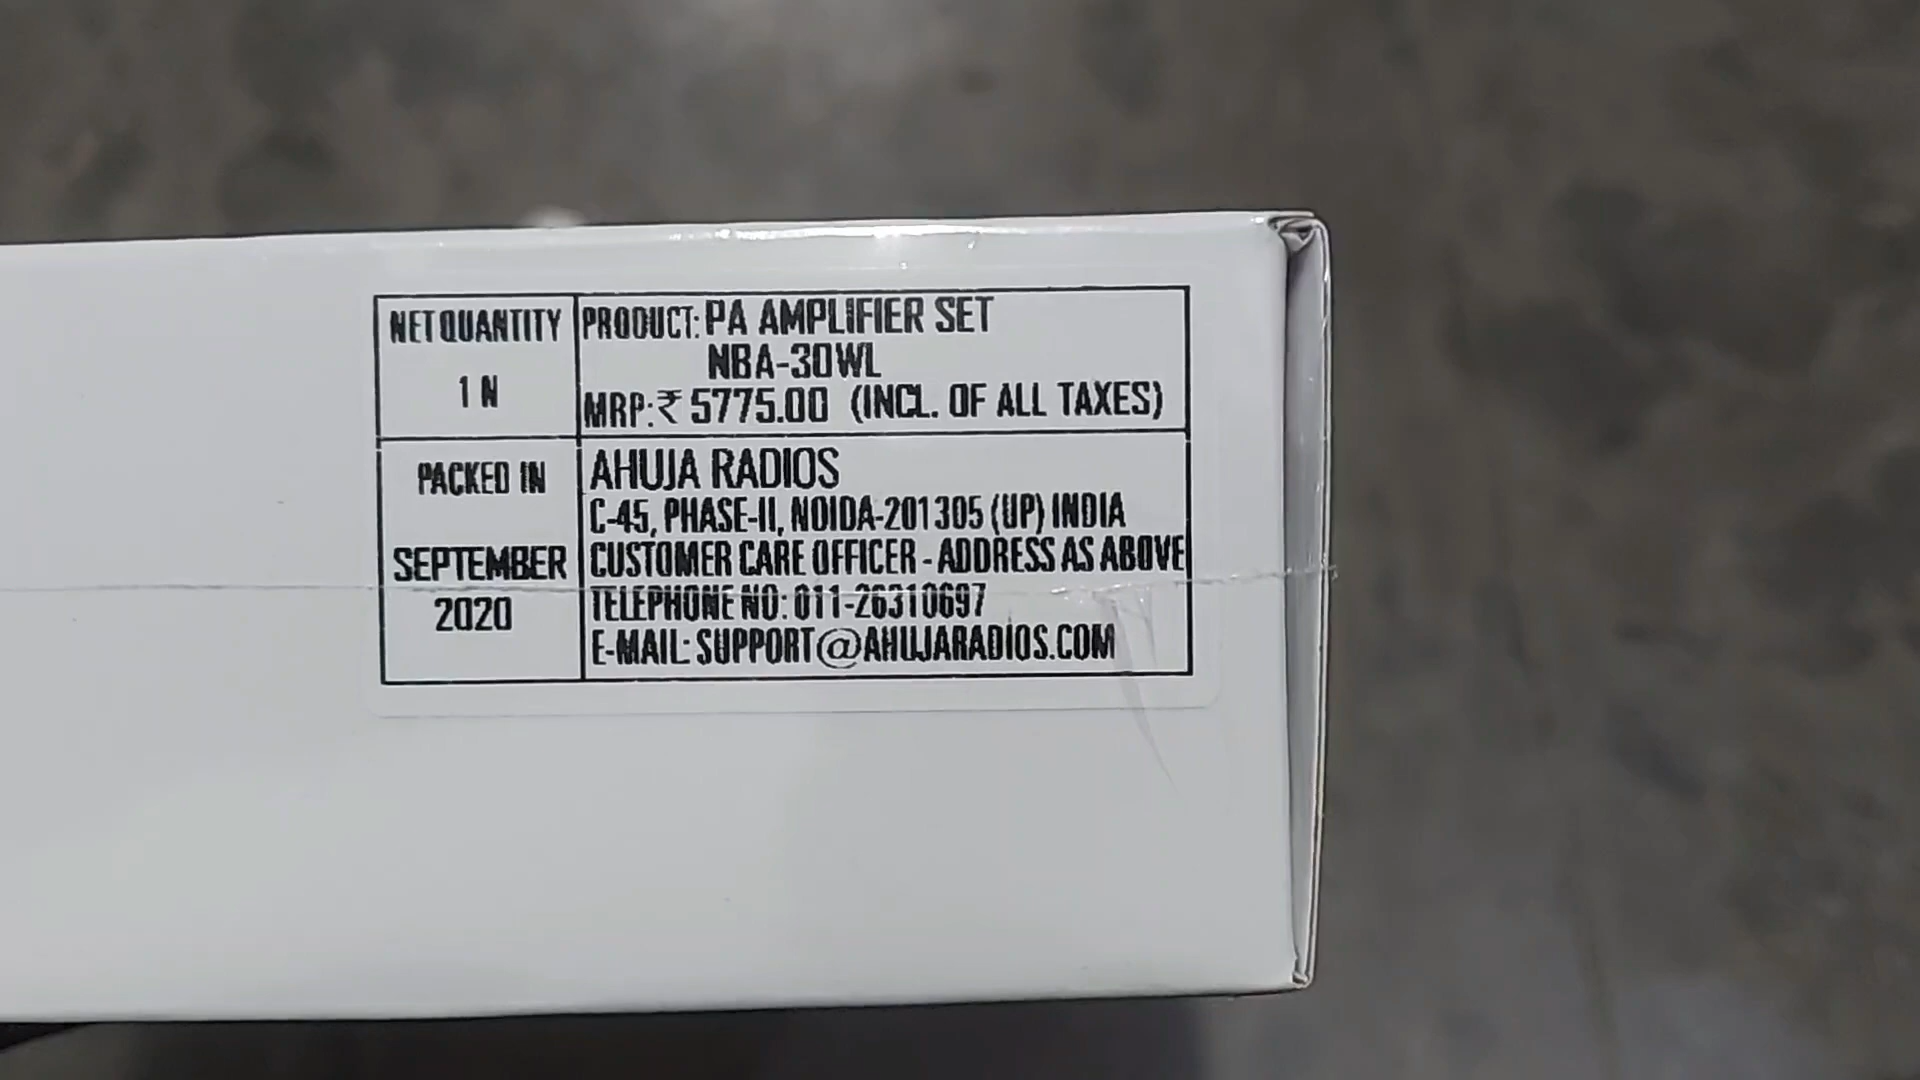 NET QUANTITY
1 N
PRODUCT: PA AMPLIFIER SET
NBA-30WL
MRP:₹ 5775.00 (INCL. OF ALL TAXES)
PACKED IN
SEPTEMBER
2020
AHUJA RADIOS
C-45, PHASE-II, NOIDA-201305 (UP) INDIA
CUSTOMER CARE OFFICER - ADDRESS AS ABOVE
TELEPHONE NO: 011-26310697
E-MAIL: SUPPORT@AHUJARADIOS.COM